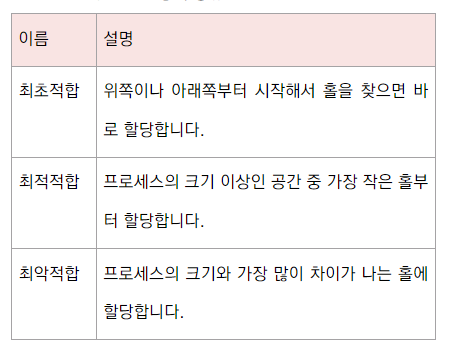 이름 설명
최초적합 위쪽이나 아래쪽부터 시작해서 홀을 찾으면 바
로 할당합니다.
최적적합 프로세스의 크기 이상인 공간 중 가장 작은 홀부
터 할당합니다.
최악적합 프로세스의 크기와 가장 많이 차이가 나는 홀에
할당합니다.